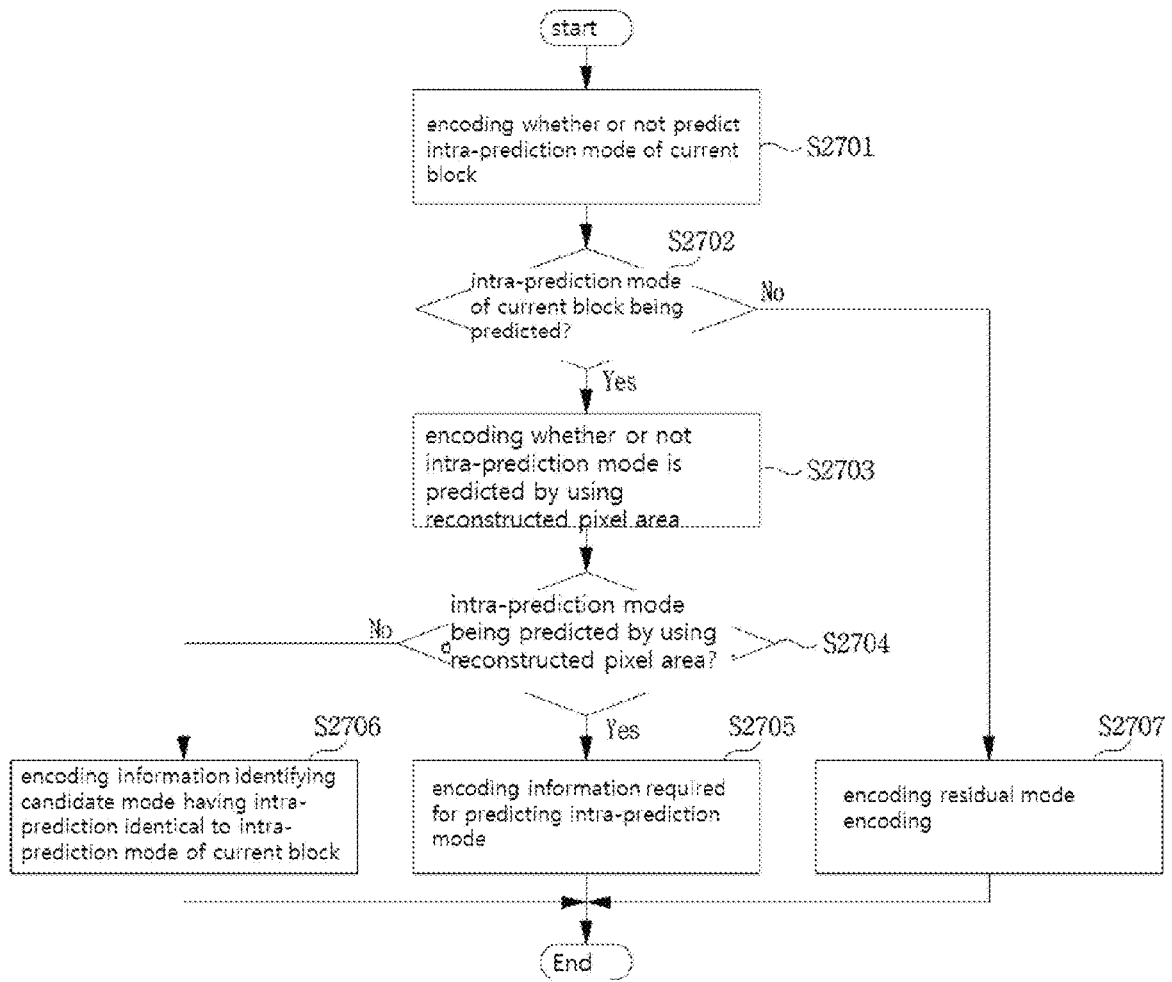 start
encoding whether or not predict
intra-prediction mode of current
block
S2701
S2702
intra-prediction mode
of current block being
predicted?
No
Yes
encoding whether or not
intra-prediction mode is
predicted by using
reconstructed pixel area
S2703
intra-prediction mode
being predicted by using
reconstructed pixel area?
No
S2704
Yes
S2706
encoding information identifying
candidate mode having intra-
prediction identical to intra-
prediction mode of current block
S2705
encoding information required
for predicting intra-prediction
mode
S2707
encoding residual mode
encoding
End